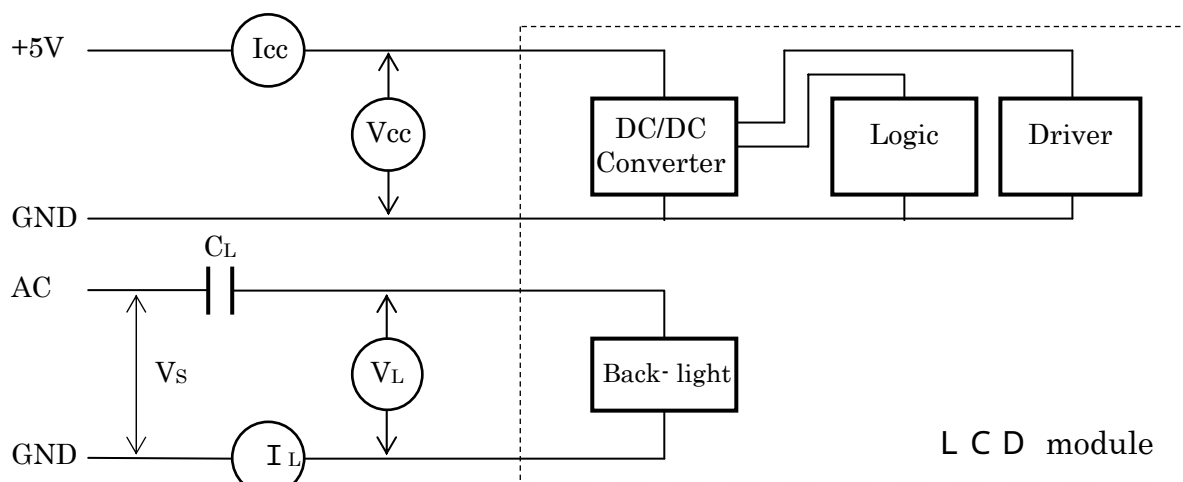 +5V
Icc
Vcc
DC/DC
Converter
Logic
Driver
GND
CL
AC
VS
VL
Back- light
GND
IL
LCD module